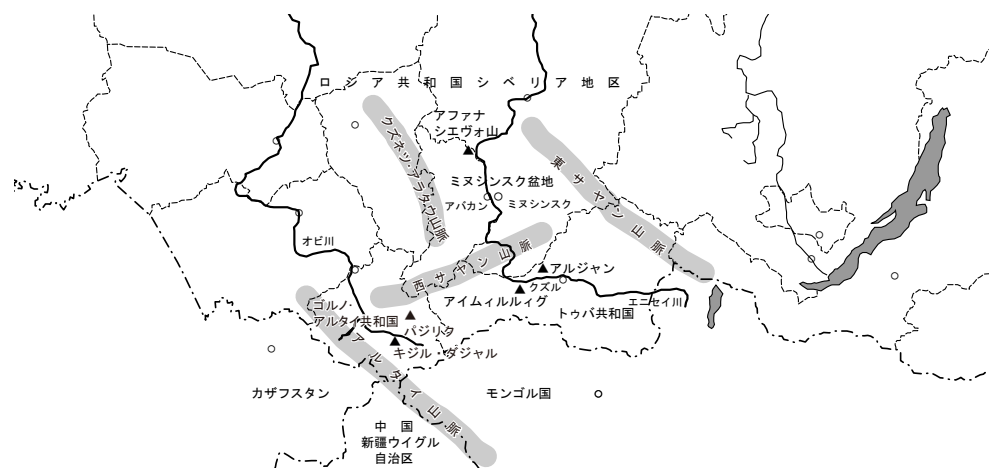 ロシア共和国シベリア地区
アファナ
シエヴォ山
クズネツ・アラタウ山脈
東サヤン山脈
ミヌシンスク盆地
アバカン
ミヌシンスク
オビ川
西サヤン山脈
アルジャン
クズル
アイムィルルィグ
エニセイ川
トゥバ共和国
ゴルノ・
アルタイ共和国
パジリク
キジル・タジャル
アルタイ山脈
カザフスタン
モンゴル国
中国
新疆ウイグル
自治区